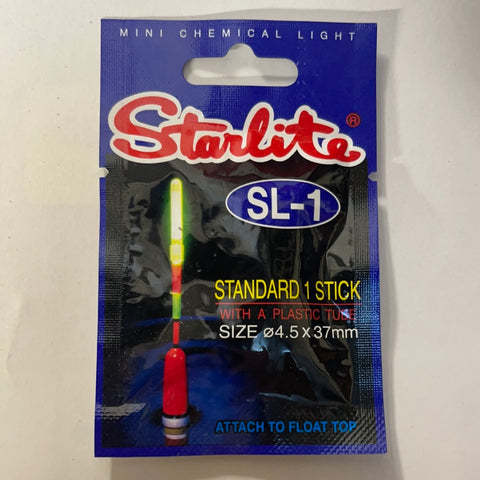 MINI CHEMICAL LIGHT
Starlite ®
SL-1
STANDARD 1 STICK
WITH A PLASTIC TUBE
SIZE ø4.5 x 37mm
ATTACH TO FLOAT TOP